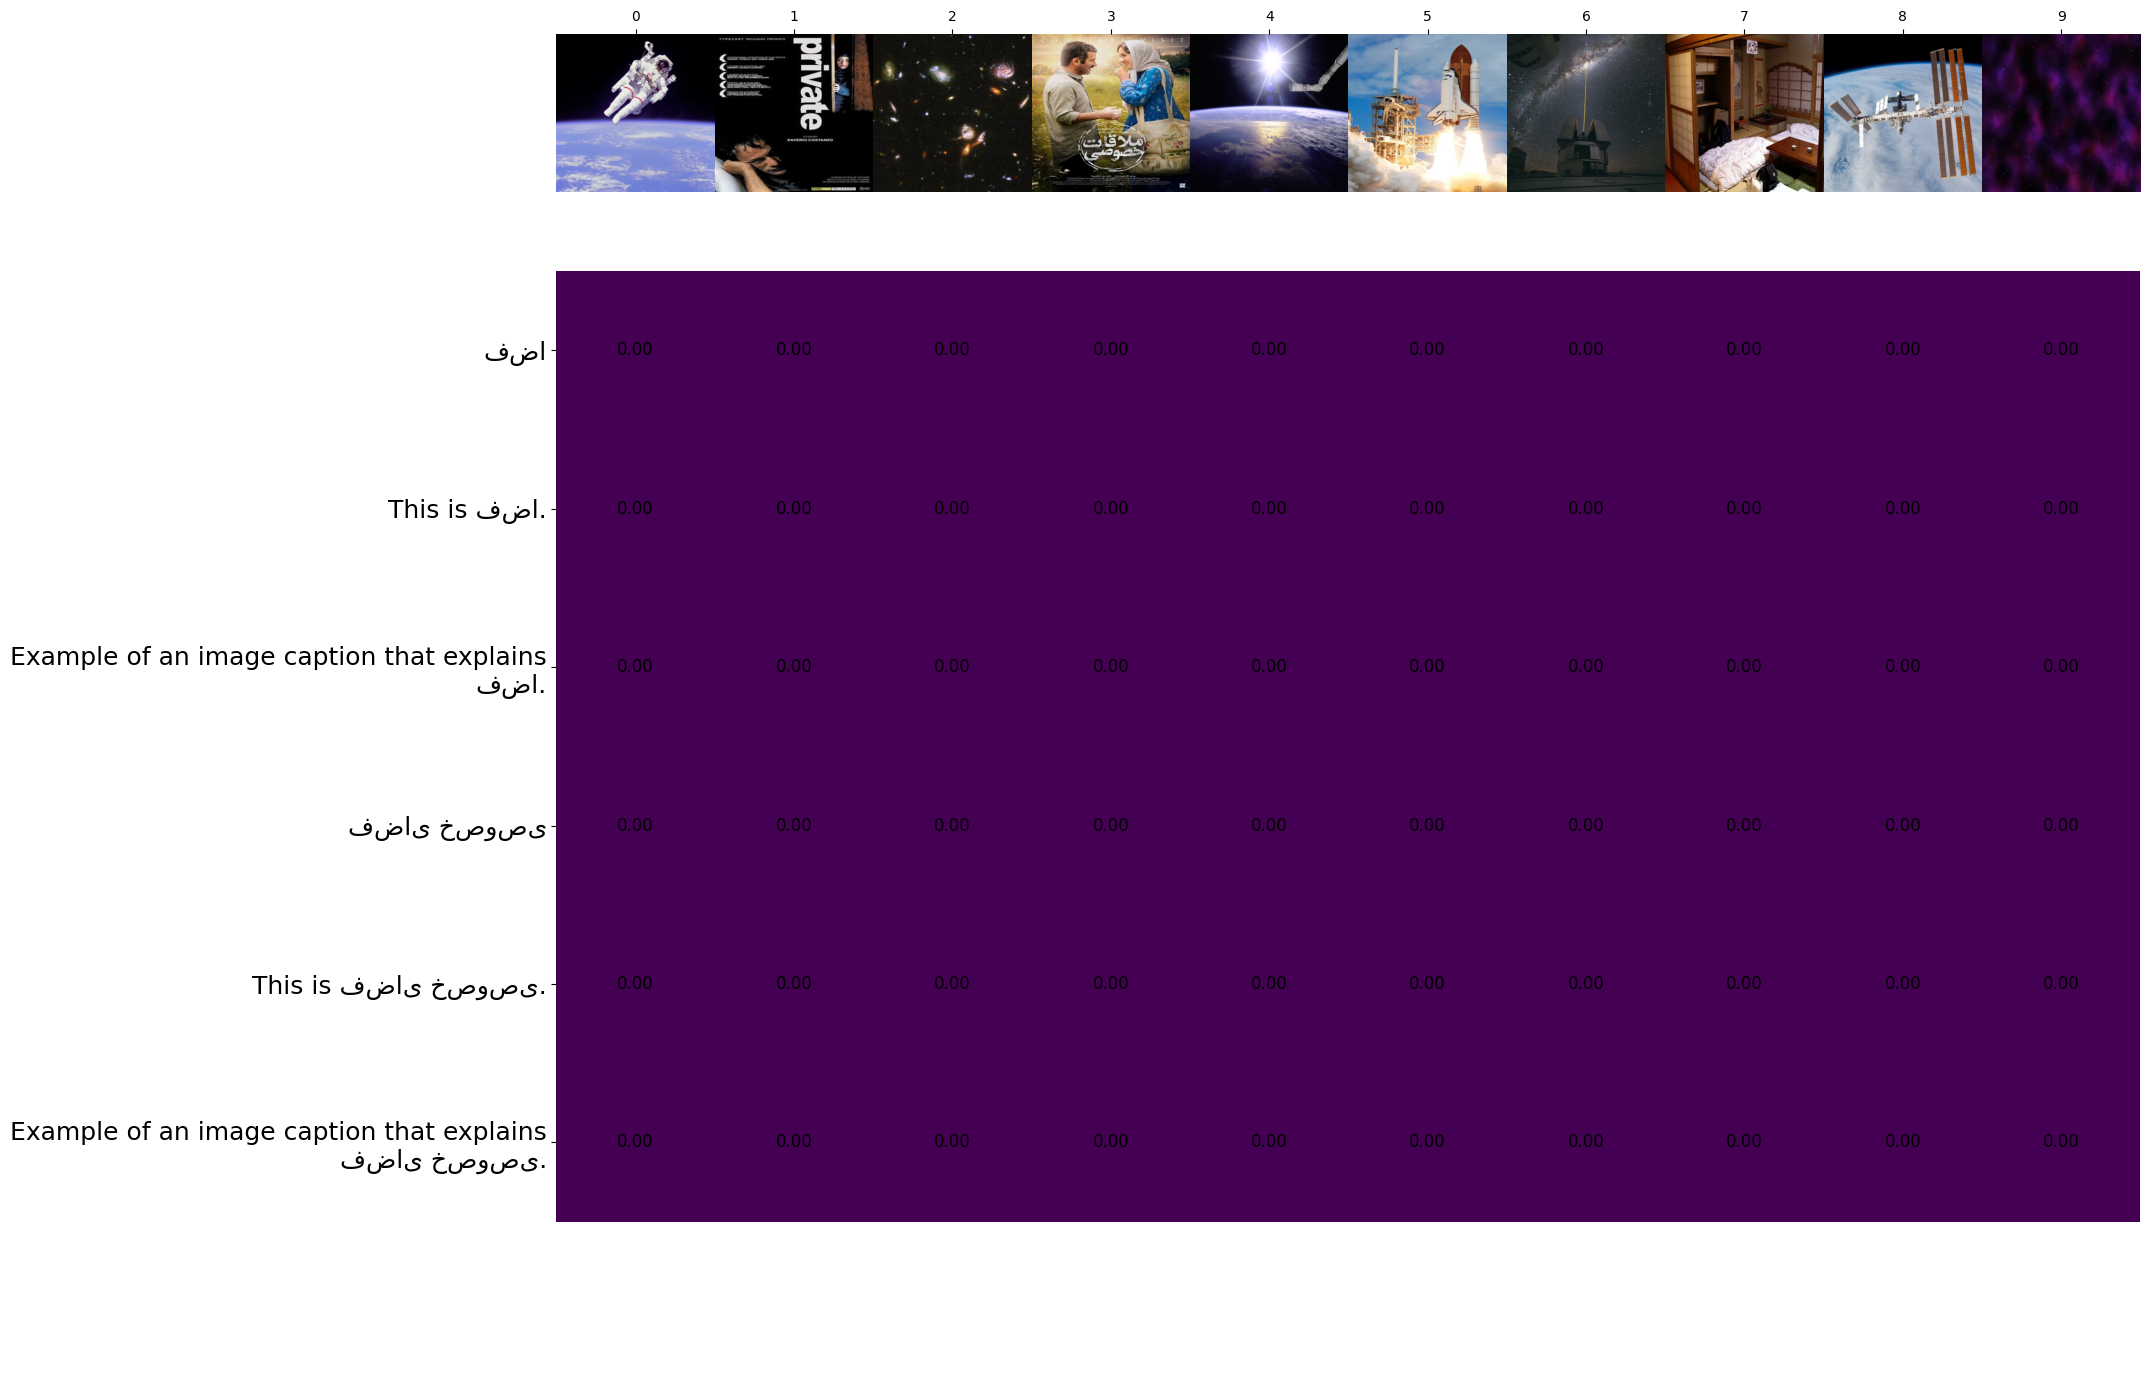 0 1 2 3 4 5 6 7 8 9
private
SAVERIO COSTANZO
ملاقات
خصوصی
فضا 0.00 0.00 0.00 0.00 0.00 0.00 0.00 0.00 0.00 0.00
This is فضا. 0.00 0.00 0.00 0.00 0.00 0.00 0.00 0.00 0.00 0.00
Example of an image caption that explains
فضا. 0.00 0.00 0.00 0.00 0.00 0.00 0.00 0.00 0.00 0.00
فضای خصوصی 0.00 0.00 0.00 0.00 0.00 0.00 0.00 0.00 0.00 0.00
This is فضای خصوصی. 0.00 0.00 0.00 0.00 0.00 0.00 0.00 0.00 0.00 0.00
Example of an image caption that explains
فضای خصوصی. 0.00 0.00 0.00 0.00 0.00 0.00 0.00 0.00 0.00 0.00